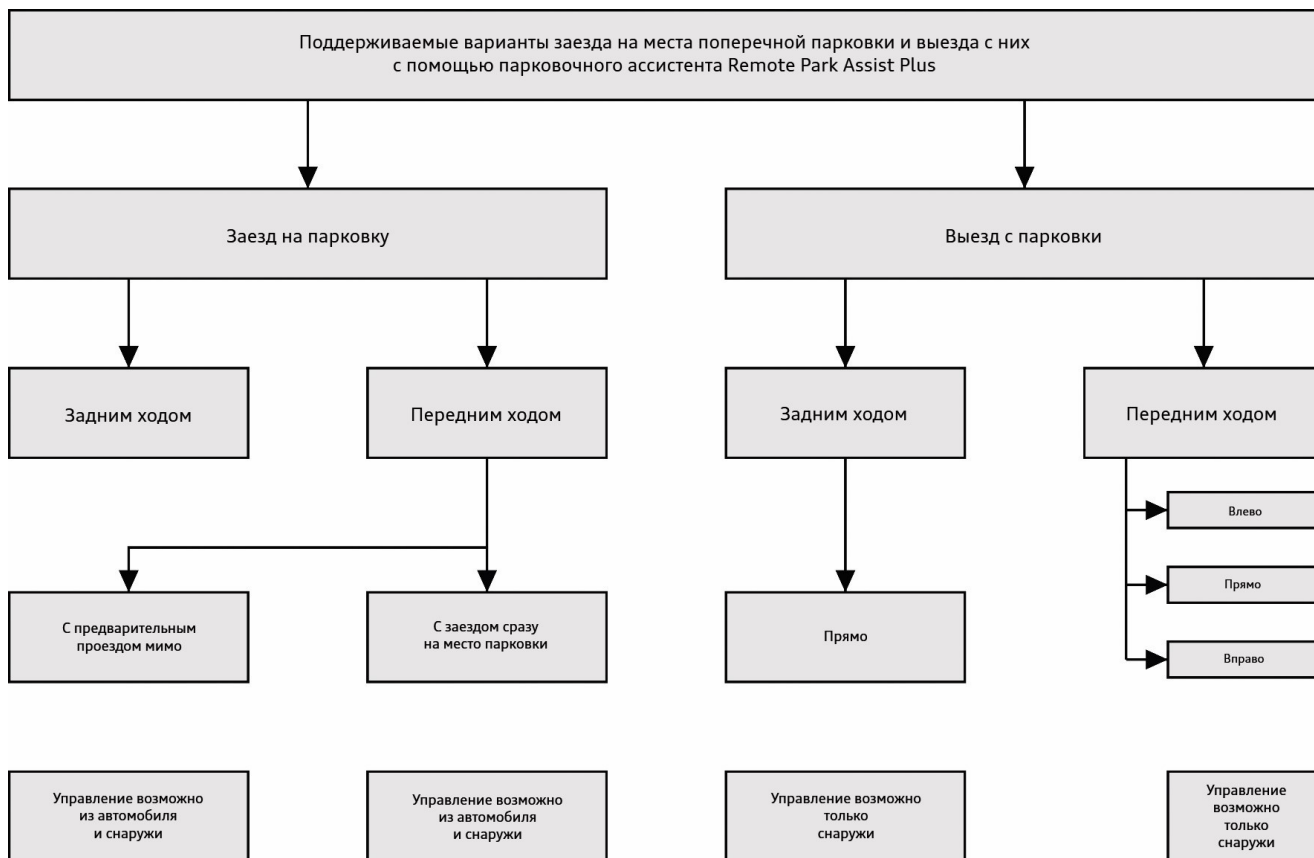 Поддерживаемые варианты заезда на места поперечной парковки и выезда с них
с помощью парковочного ассистента Remote Park Assist Plus
Заезд на парковку
Выезд с парковки
Задним ходом
Передним ходом
Задним ходом
Передним ходом
Влево
Прямо
Вправо
С предварительным
проездом мимо
С заездом сразу
на место парковки
Прямо
Управление возможно
из автомобиля
и снаружи
Управление возможно
из автомобиля
и снаружи
Управление возможно
только
снаружи
Управление
возможно
только
снаружи